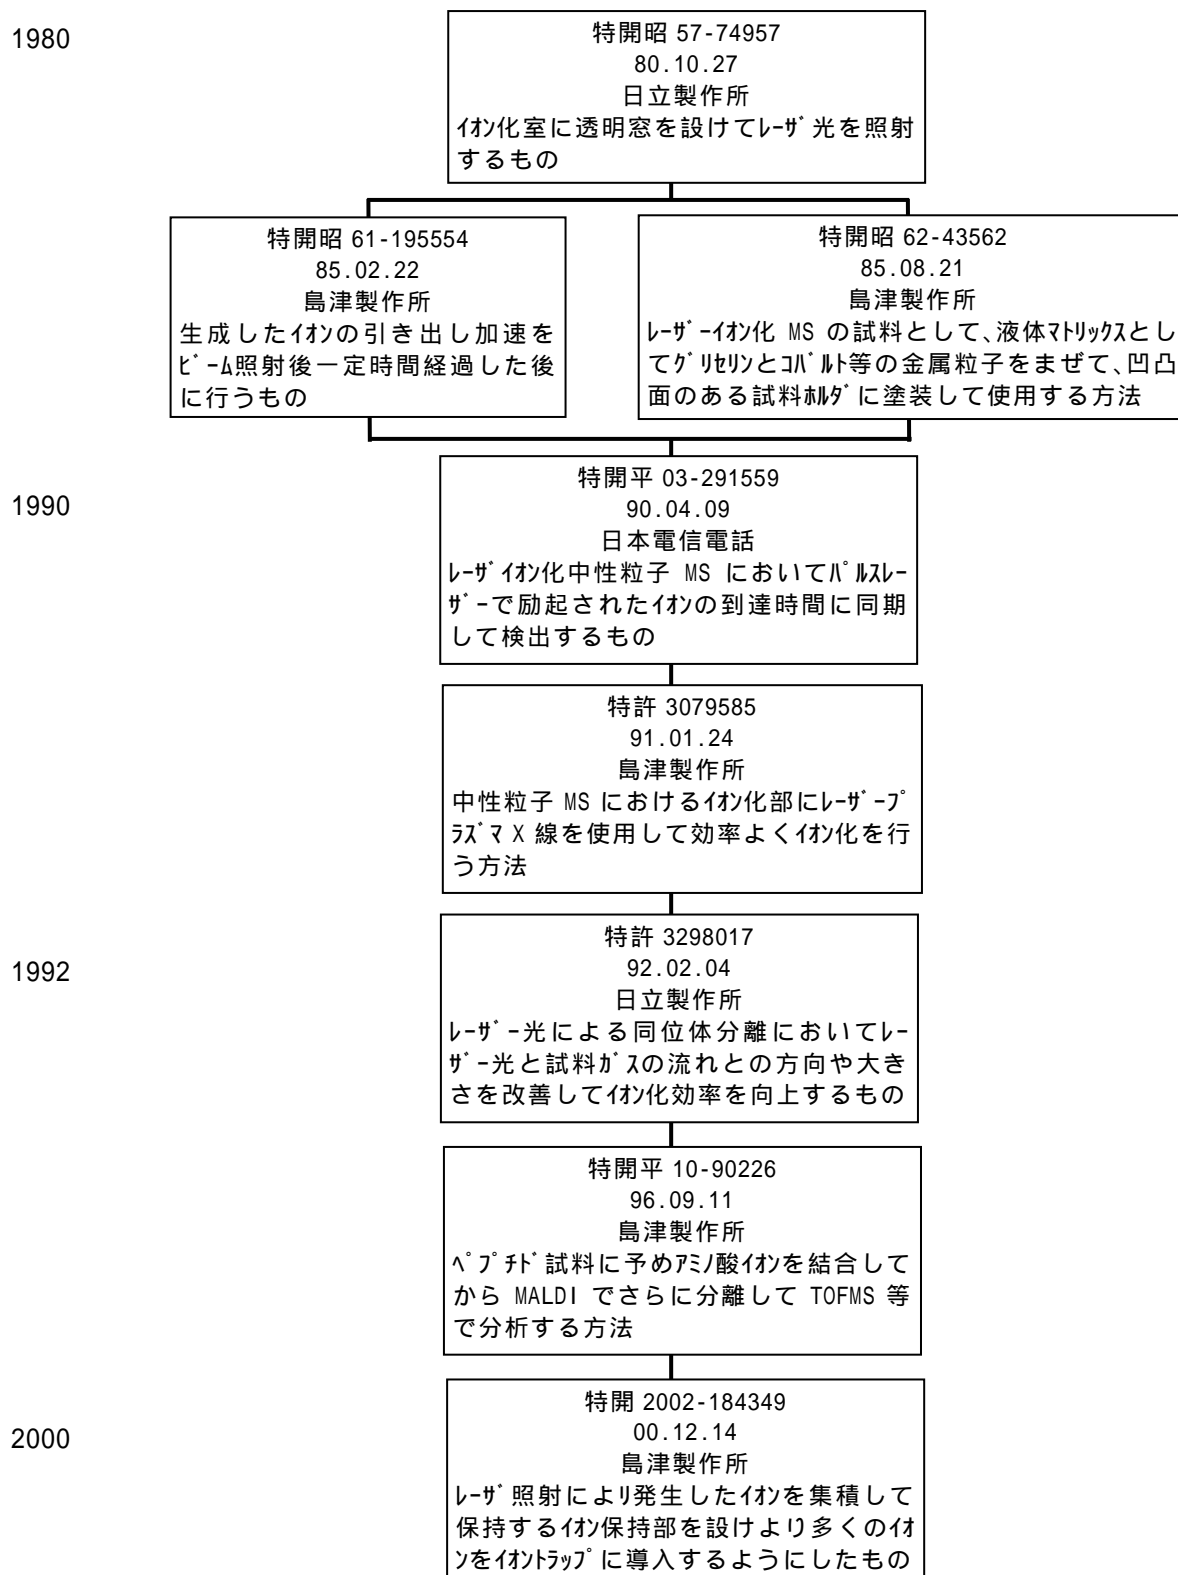 1980
特開昭 57-74957
80.10.27
日立製作所
ｲｵﾝ化室に透明窓を設けてﾚｰｻﾞ光を照射
するもの
特開昭 61-195554
85.02.22
島津製作所
生成したｲｵﾝの引き出し加速を
ﾋﾞｰﾑ照射後一定時間経過した後
に行うもの
特開昭 62-43562
85.08.21
島津製作所
ﾚｰｻﾞｰｲｵﾝ化 MS の試料として、液体ﾏﾄﾘｯｸｽとし
てｸﾞﾘｾﾘﾝとｺﾊﾞﾙﾄ等の金属粒子をまぜて、凹凸
面のある試料ﾎﾙﾀﾞに塗装して使用する方法
1990
特開平 03-291559
90.04.09
日本電信電話
ﾚｰｻﾞｲｵﾝ化中性粒子 MS においてﾊﾟﾙｽﾚｰ
ｻﾞｰで励起されたｲｵﾝの到達時間に同期
して検出するもの
特許 3079585
91.01.24
島津製作所
中性粒子 MS におけるｲｵﾝ化部にﾚｰｻﾞｰﾌﾟ
ﾗｽﾞﾏ X 線を使用して効率よくｲｵﾝ化を行
う方法
1992
特許 3298017
92.02.04
日立製作所
ﾚｰｻﾞｰ光による同位体分離においてﾚｰ
ｻﾞｰ光と試料ｶﾞｽの流れとの方向や大き
さを改善してｲｵﾝ化効率を向上するもの
特開平 10-90226
96.09.11
島津製作所
ﾍﾟﾌﾟﾁﾄﾞ試料に予めｱﾐﾉ酸ｲｵﾝを結合して
から MALDI でさらに分離して TOFMS 等
で分析する方法
2000
特開 2002-184349
00.12.14
島津製作所
ﾚｰｻﾞ照射により発生したｲｵﾝを集積して
保持するｲｵﾝ保持部を設けより多くのｲｵ
ﾝをｲｵﾝﾄﾗｯﾌﾟに導入するようにしたもの